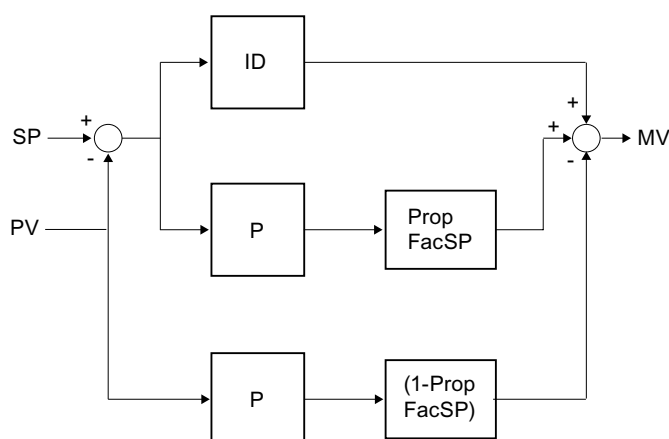 ID
+
+
SP
+
MV
-
-
PV
P
Prop
FacSP
P
(1-Prop
FacSP)